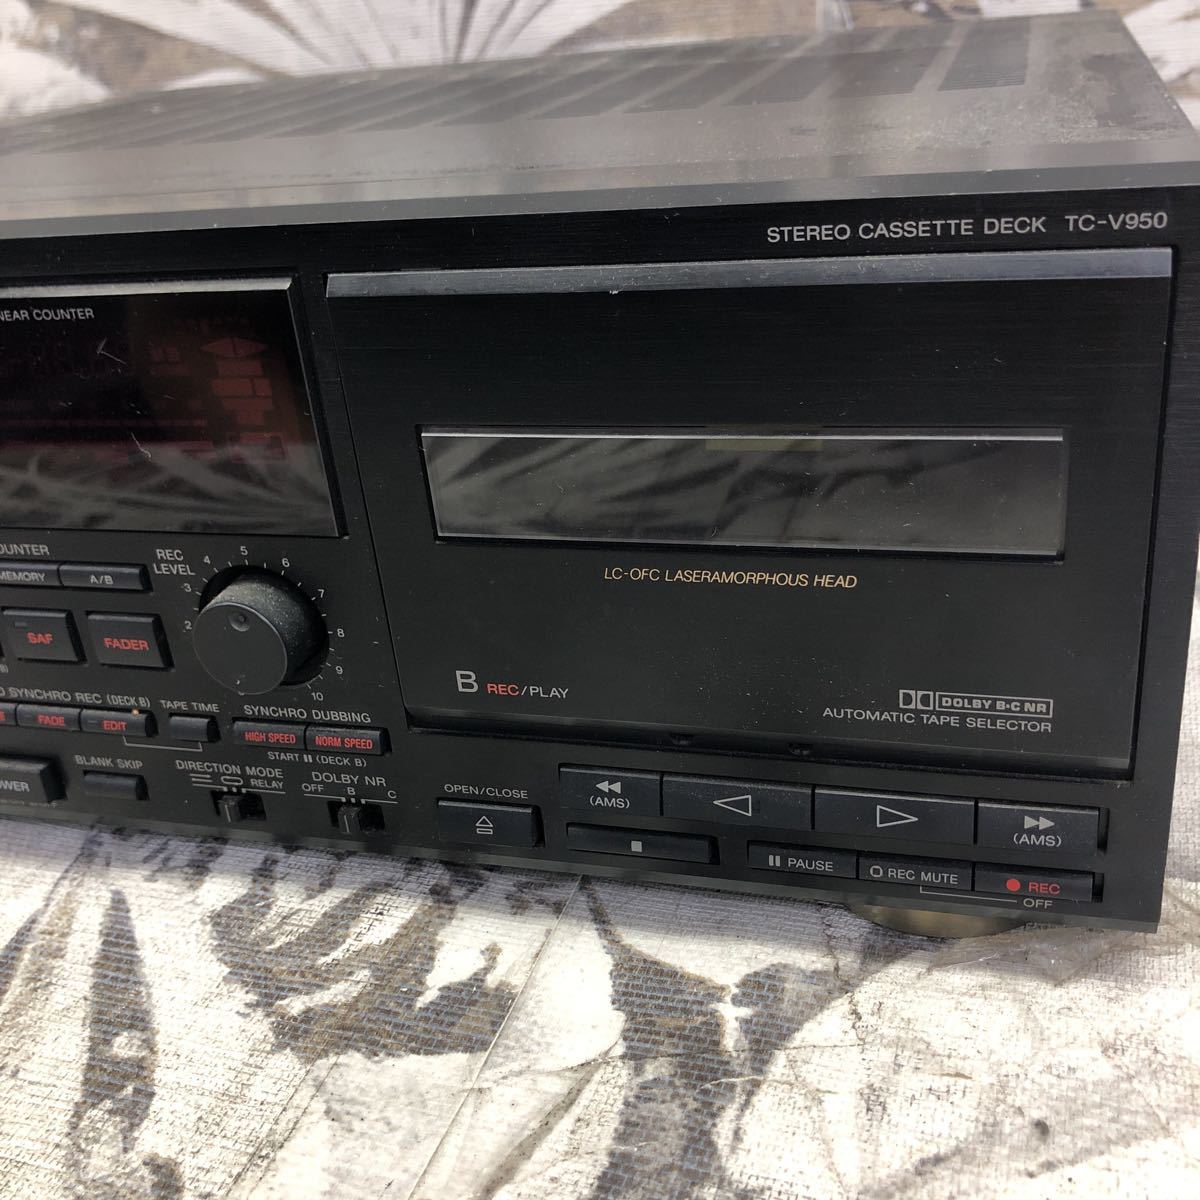 STEREO CASSETTE DECK TC-V950
NEAR COUNTER
COUNTER
MEMORY
A/B
REC
LEVEL
2
3
4
5
6
7
8
9
10
SAF
FADER
SYNCHRO REC (DECK B)
FADE
EDIT
TAPE TIME
SYNCHRO DUBBING
HIGH SPEED
NORM SPEED
START II (DECK B)
OWER
BLANK SKIP
DIRECTION MODE
RELAY
DOLBY NR
OFF B C
LC-OFC LASERAMORPHOUS HEAD
B REC/PLAY
DOLBY B•C NR
AUTOMATIC TAPE SELECTOR
OPEN/CLOSE
(AMS)
(AMS)
PAUSE
REC MUTE
REC
OFF